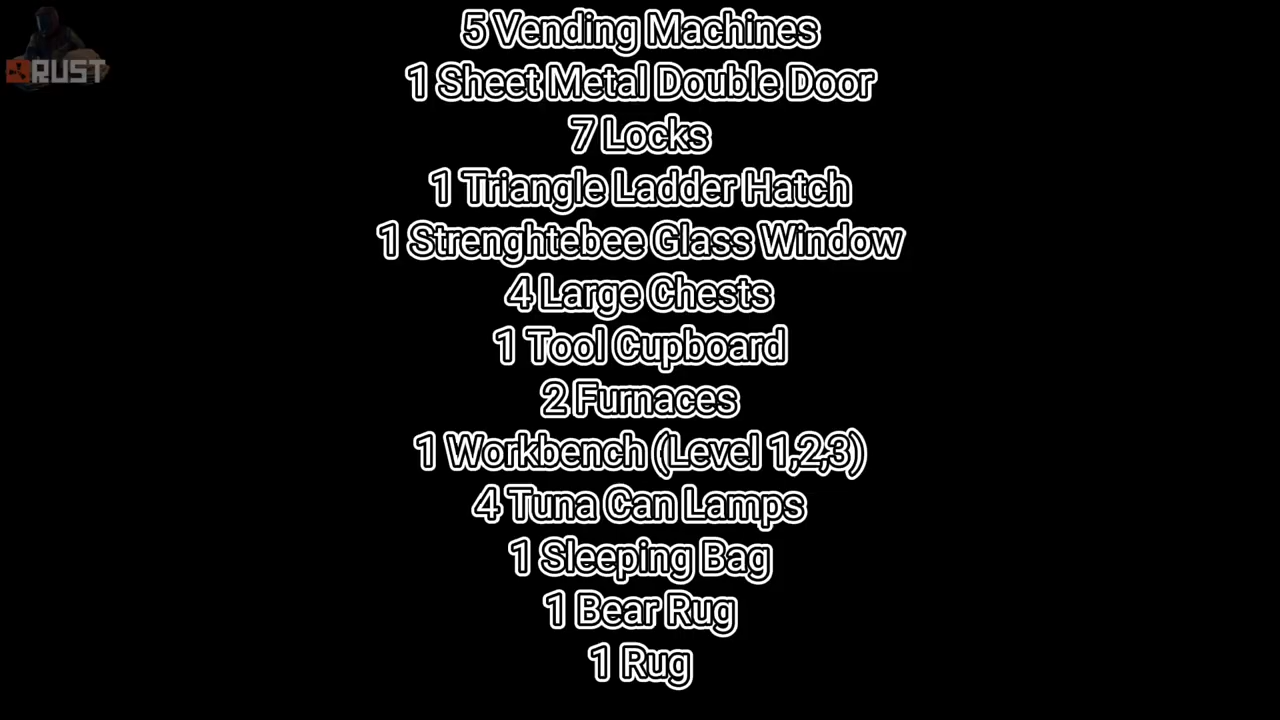 RUST
5 Vending Machines
1 Sheet Metal Double Door
7 Locks
1 Triangle Ladder Hatch
1 Strenghtebee Glass Window
4 Large Chests
1 Tool Cupboard
2 Furnaces
1 Workbench (Level 1,2,3)
4 Tuna Can Lamps
1 Sleeping Bag
1 Bear Rug
1 Rug